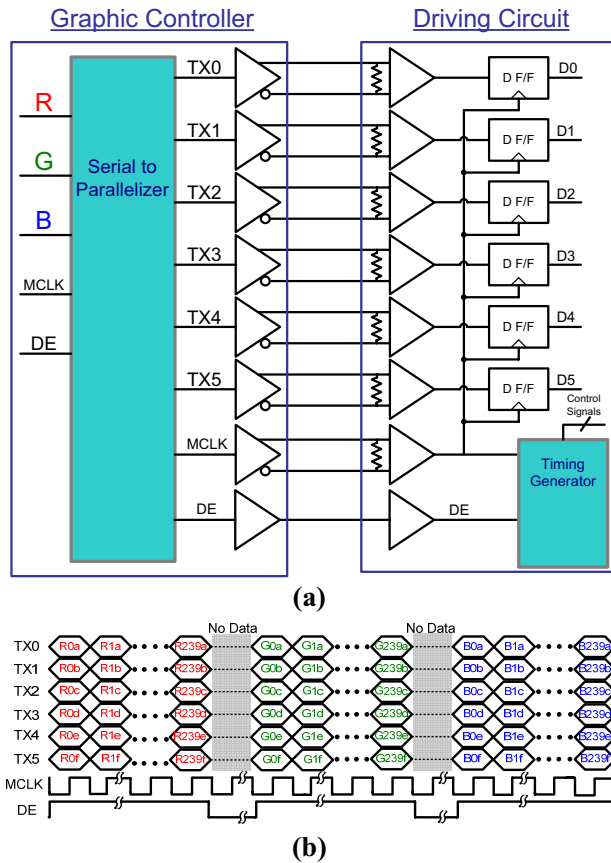 Graphic Controller
Driving Circuit
R
G
B
MCLK
DE
Serial to
Parallelizer
TX0
TX1
TX2
TX3
TX4
TX5
MCLK
DE
DE
D F/F
D0
D F/F
D1
D F/F
D2
D F/F
D3
D F/F
D4
D F/F
D5
Control
Signals
Timing
Generator
(a)
No Data
No Data
TX0 R0a R1a R239a G0a G1a G239a B0a B1a B239a
TX1 R0b R1b R239b G0b G1b G239b B0b B1b B239b
TX2 R0c R1c R239c G0c G1c G239c B0c B1c B239c
TX3 R0d R1d R239d G0d G1d G239d B0d B1d B239d
TX4 R0e R1e R239e G0e G1e G239e B0e B1e B239e
TX5 R0f R1f R239f G0f G1f G239f B0f B1f B239f
MCLK
DE
(b)